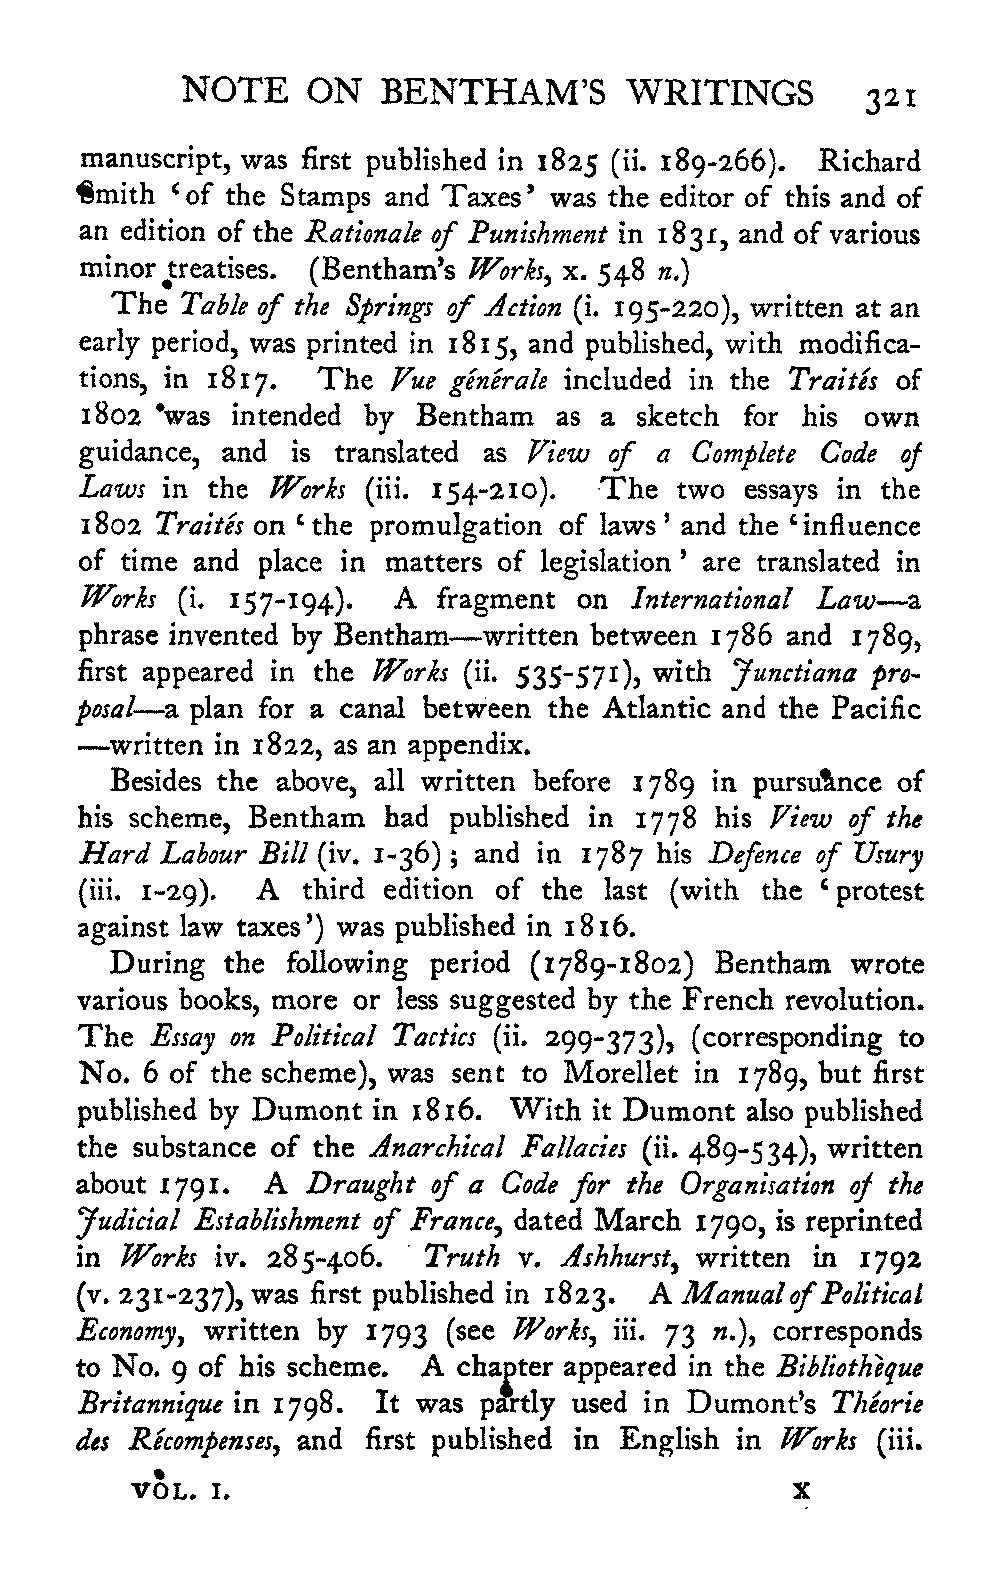 NOTE ON BENTHAM'S WRITINGS 321
manuscript, was first published in 1825 (ii. 189-266). Richard
Smith ‘of the Stamps and Taxes’ was the editor of this and of
an edition of the Rationale of Punishment in 1831, and of various
minor treatises. (Bentham's Works, x. 548 n.)
The Table of the Springs of Action (i. 195-220), written at an
early period, was printed in 1815, and published, with modifica-
tions, in 1817. The Vue générale included in the Traités of
1802 was intended by Bentham as a sketch for his own
guidance, and is translated as View of a Complete Code of
Laws in the Works (iii. 154-210). The two essays in the
1802 Traités on ‘the promulgation of laws’ and the ‘influence
of time and place in matters of legislation’ are translated in
Works (i. 157-194). A fragment on International Law—a
phrase invented by Bentham—written between 1786 and 1789,
first appeared in the Works (ii. 535-571), with Junctiana pro-
posal—a plan for a canal between the Atlantic and the Pacific
—written in 1822, as an appendix.
Besides the above, all written before 1789 in pursuance of
his scheme, Bentham had published in 1778 his View of the
Hard Labour Bill (iv. 1-36); and in 1787 his Defence of Usury
(iii. 1-29). A third edition of the last (with the ‘protest
against law taxes’) was published in 1816.
During the following period (1789-1802) Bentham wrote
various books, more or less suggested by the French revolution.
The Essay on Political Tactics (ii. 299-373), (corresponding to
No. 6 of the scheme), was sent to Morellet in 1789, but first
published by Dumont in 1816. With it Dumont also published
the substance of the Anarchical Fallacies (ii. 489-534), written
about 1791. A Draught of a Code for the Organisation of the
Judicial Establishment of France, dated March 1790, is reprinted
in Works iv. 285-406. Truth v. Ashhurst, written in 1792
(v. 231-237), was first published in 1823. A Manual of Political
Economy, written by 1793 (see Works, iii. 73 n.), corresponds
to No. 9 of his scheme. A chapter appeared in the Bibliothèque
Britannique in 1798. It was partly used in Dumont's Théorie
des Récompenses, and first published in English in Works (iii.
VOL. I. X